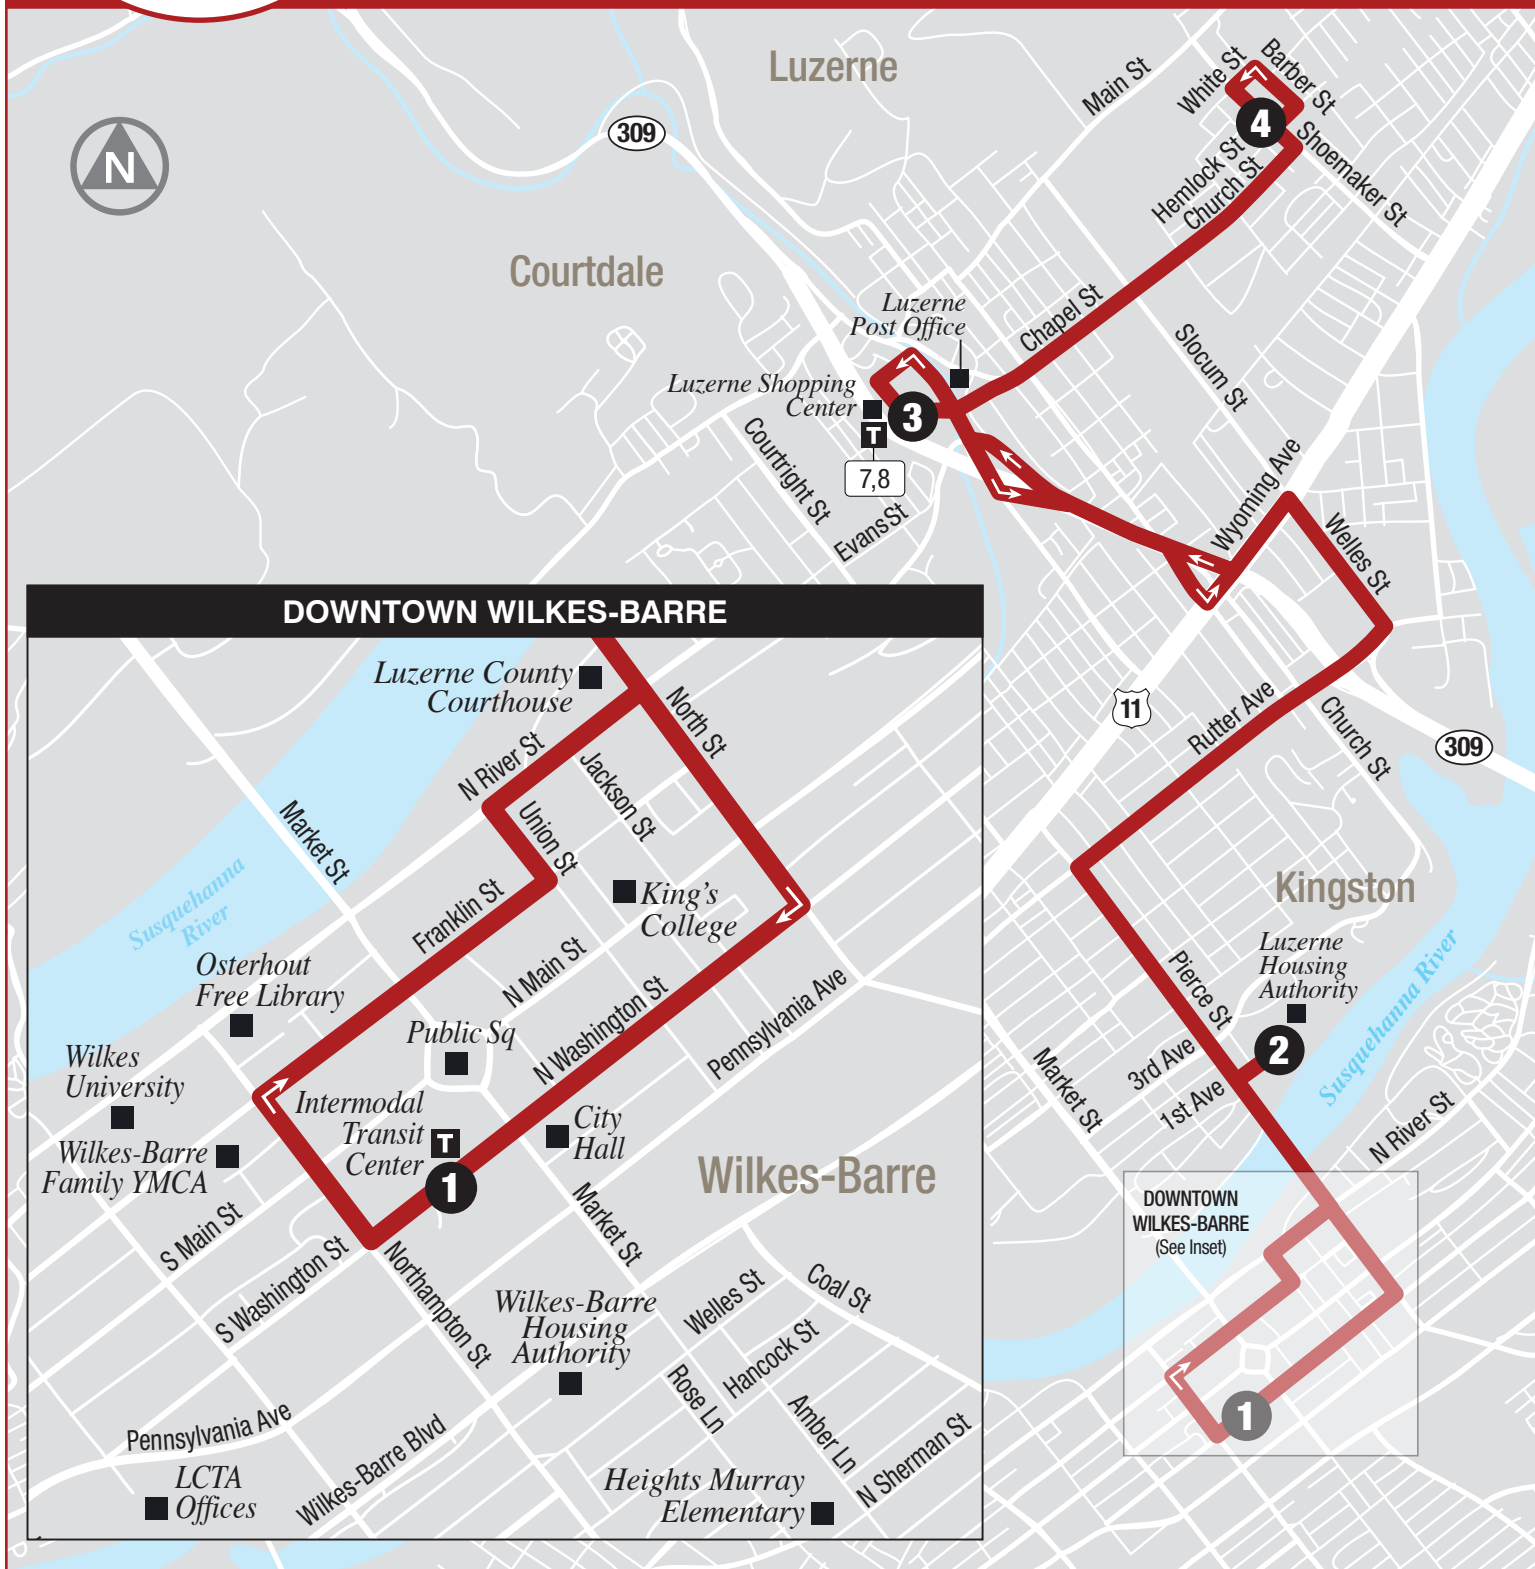 Luzerne
Main St
White St
Barber St
4
309
N
Hemlock St
Church St
Shoemaker St
Courtdale
Luzerne
Post Office
Chapel St
Slocum St
Luzerne Shopping
Center
3
T
7,8
Courtright St
Evans St
Wyoming Ave
Welles St
11
Rutter Ave
Church St
309
Kingston
Luzerne
Housing
Authority
Pierce St
2
3rd Ave
1st Ave
Market St
Susquehanna River
N River St
DOWNTOWN
WILKES-BARRE
(See Inset)
1
DOWNTOWN WILKES-BARRE
Luzerne County
Courthouse
North St
N River St
Jackson St
Union St
Market St
Susquehanna
River
Franklin St
King's
College
Osterhout
Free Library
N Main St
N Washington St
Pennsylvania Ave
Public Sq
Wilkes
University
Intermodal
Transit
Center
T
1
City
Hall
Wilkes-Barre
Family YMCA
Wilkes-Barre
S Main St
S Washington St
Northampton St
Market St
Wilkes-Barre
Housing
Authority
Welles St
Coal St
Hancock St
Rose Ln
Amber Ln
N Sherman St
Pennsylvania Ave
Wilkes-Barre Blvd
LCTA
Offices
Heights Murray
Elementary